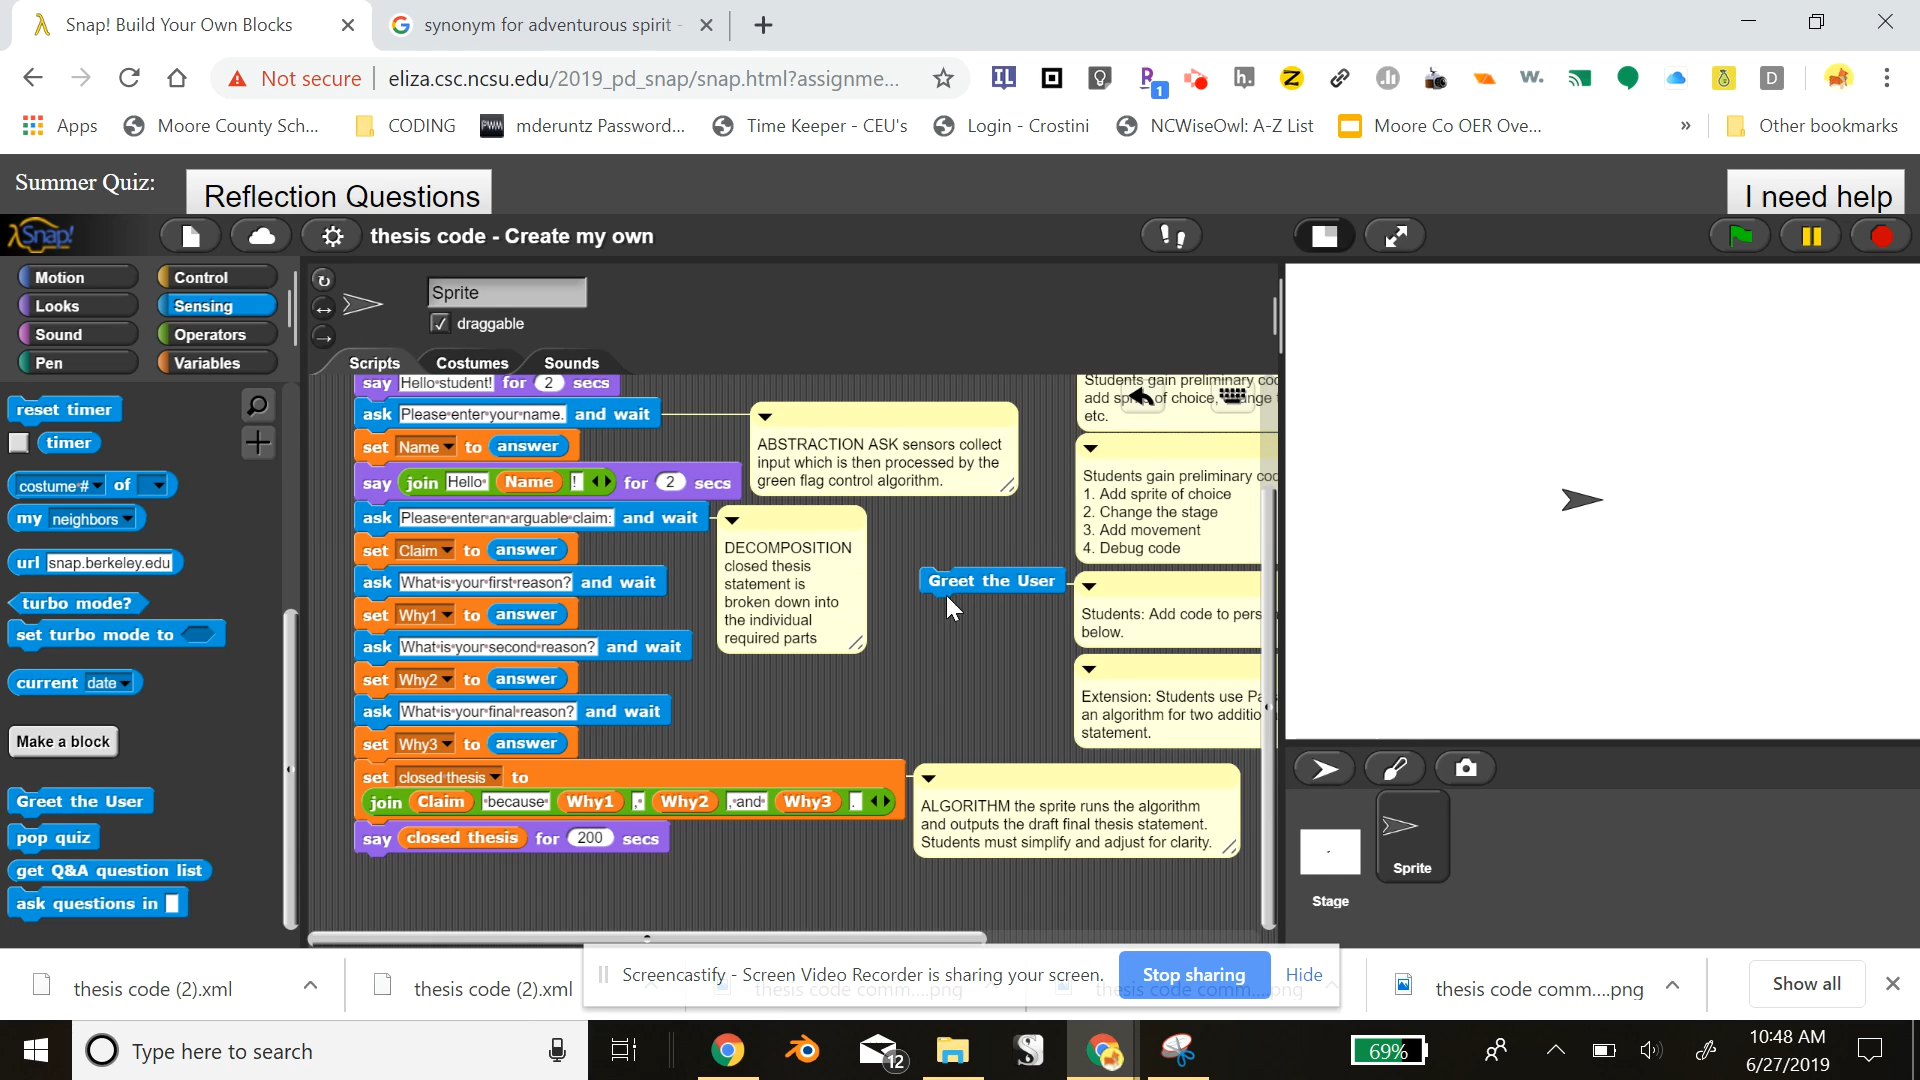 Snap! Build Your Own Blocks
synonym for adventurous spirit -
Not secure
eliza.csc.ncsu.edu/2019_pd_snap/snap.html?assignme...
Apps
Moore County Sch...
CODING
mderuntz Password...
Time Keeper - CEU's
Login - Crostini
NCWiseOwl: A-Z List
Moore Co OER Ove...
»
Other bookmarks
Summer Quiz:
Reflection Questions
I need help
Snap!
thesis code - Create my own
Motion
Control
Looks
Sensing
Sound
Operators
Pen
Variables
Sprite
draggable
Scripts
Costumes
Sounds
reset timer
timer
costume # of
my neighbors
url snap.berkeley.edu
turbo mode?
set turbo mode to
current date
Make a block
Greet the User
pop quiz
get Q&A question list
ask questions in
say Hello student! for 2 secs
ask Please enter your name. and wait
set Name to answer
say join Hello Name ! for 2 secs
ask Please enter an arguable claim: and wait
set Claim to answer
ask What is your first reason? and wait
set Why1 to answer
ask What is your second reason? and wait
set Why2 to answer
ask What is your final reason? and wait
set Why3 to answer
set closed thesis to
join Claim because Why1 , Why2 , and Why3 .
say closed thesis for 200 secs
ABSTRACTION ASK sensors collect
input which is then processed by the
green flag control algorithm.
DECOMPOSITION
closed thesis
statement is
broken down into
the individual
required parts
Greet the User
Students gain preliminary
etc.
Students gain preliminary
1. Add sprite of choice
2. Change the stage
3. Add movement
4. Debug code
Students: Add code to
below.
Extension: Students use
an algorithm for two
statement.
ALGORITHM the sprite runs the algorithm
and outputs the draft final thesis statement.
Students must simplify and adjust for clarity.
Stage
Sprite
thesis code (2).xml
thesis code (2).xml
Screencastify - Screen Video Recorder is sharing your screen.
Stop sharing
Hide
thesis code comm....png
Show all
Type here to search
12
69%
10:48 AM
6/27/2019